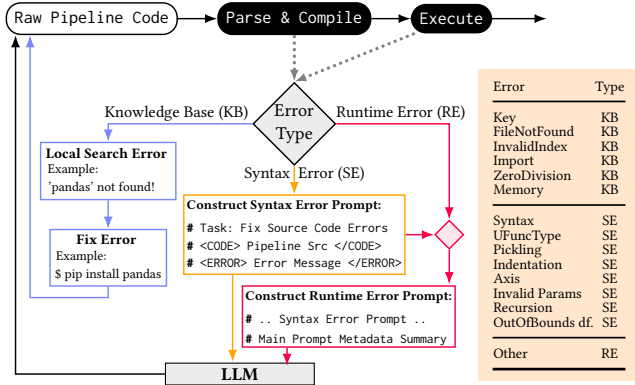 Raw Pipeline Code
Parse & Compile
Execute
Knowledge Base (KB)
Error
Type
Runtime Error (RE)
Syntax Error (SE)
Local Search Error
Example:
'pandas' not found!
Fix Error
Example:
$ pip install pandas
Construct Syntax Error Prompt:
# Task: Fix Source Code Errors
# <CODE> Pipeline Src </CODE>
# <ERROR> Error Message </ERROR>
Construct Runtime Error Prompt:
# .. Syntax Error Prompt ..
# Main Prompt Metadata Summary
LLM
Error Type
Key KB
FileNotFound KB
InvalidIndex KB
Import KB
ZeroDivision KB
Memory KB
Syntax SE
UFuncType SE
Pickling SE
Indentation SE
Axis SE
Invalid Params SE
Recursion SE
OutOfBounds df. SE
Other RE